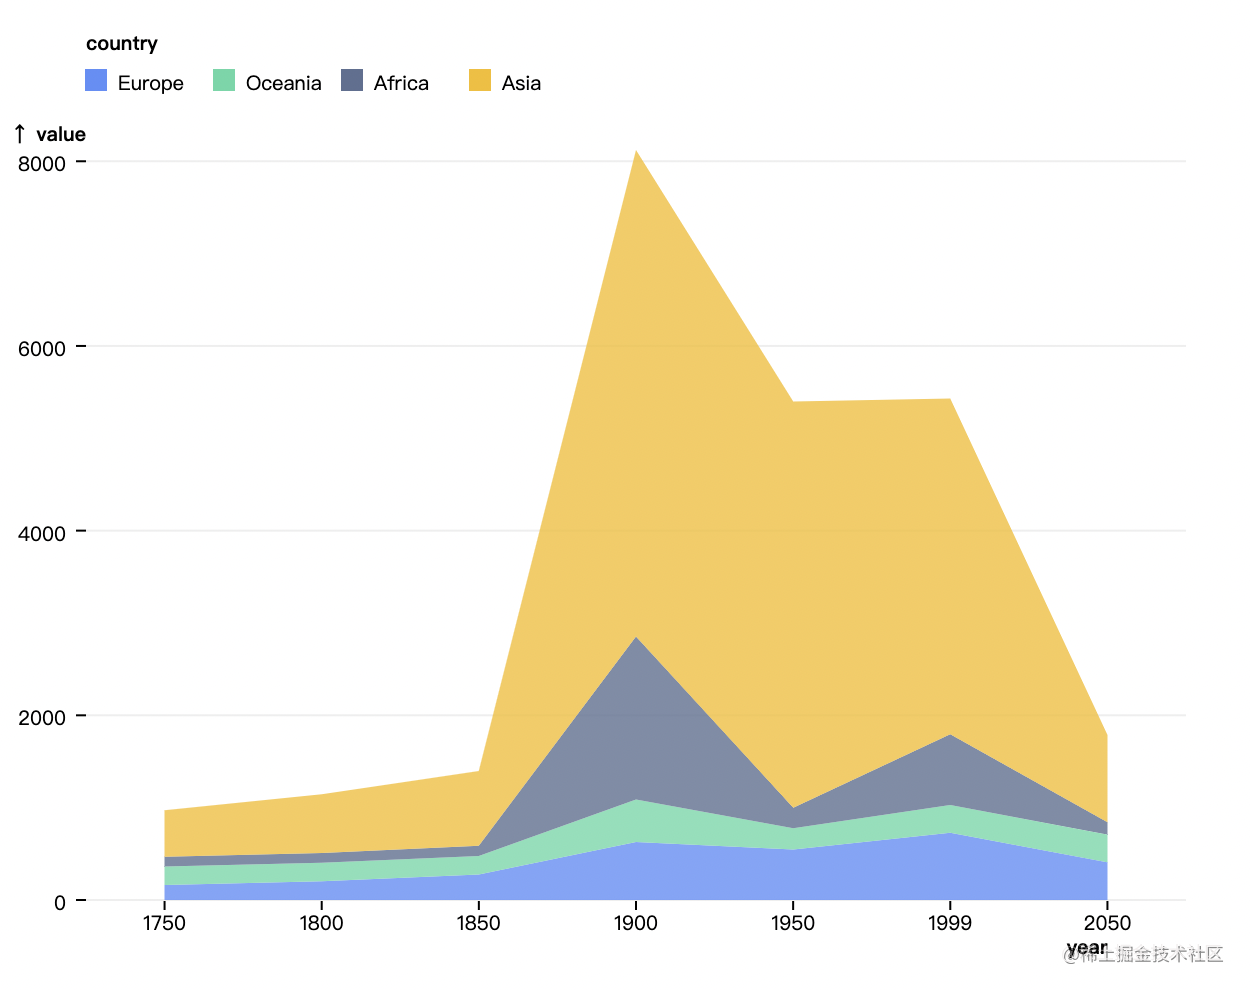 country
Europe Oceania Africa Asia
↑ value
8000
6000
4000
2000
0
1750 1800 1850 1900 1950 1999 2050
year
@稀土掘金技术社区